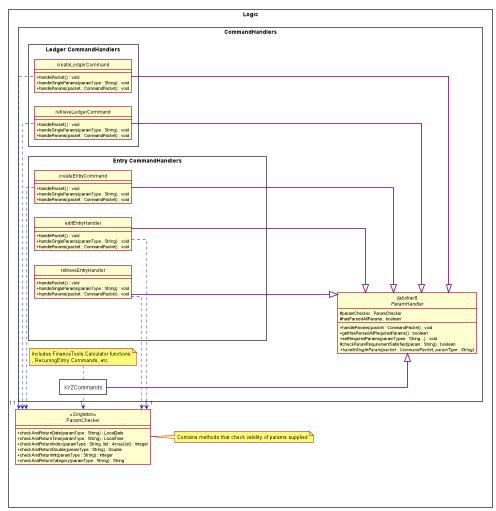 Logic
CommandHandlers
Ledger CommandHandlers
createLedgerCommand
+handlePacket() : void
+handleSingleParams(paramType : String) : void
+handleParams(packet : CommandPacket) : void
retrieveLedgerCommand
+handlePacket() : void
+handleSingleParams(paramType : String) : void
+handleParams(packet : CommandPacket) : void
Entry CommandHandlers
createEntryCommand
+handlePacket() : void
+handleSingleParams(paramType : String) : void
+handleParams(packet : CommandPacket) : void
editEntryHandler
+handlePacket() : void
+handleSingleParams(paramType : String) : void
+handleParams(packet : CommandPacket) : void
retrieveEntryHandler
+handlePacket() : void
+handleSingleParams(paramType : String) : void
+handleParams(packet : CommandPacket) : void
{abstract}
ParamHandler
#paramChecker : ParamChecker
#hasParsedAllParams : boolean
+handleParams(packet : CommandPacket) : void
+getHasParsedAllRequiredParams() : boolean
+setRequiredParams(paramTypes : String...) : void
#checkParamRequirementSatisfied(param : String) : boolean
+handleSingleParam(packet : CommandPacket, paramType : String)
Includes FinanceTools Calculator functions
, RecurringEntry Commands, etc.
XYZCommands
1
«Singleton»
ParamChecker
+checkAndReturnDate(paramType : String) : LocalDate
+checkAndReturnTime(paramType : String) : LocalTime
+checkAndReturnIndex(paramType : String, list : ArrayList) : Integer
+checkAndReturnDouble(paramType : String) : Double
+checkAndReturnInt(paramType : String) : Integer
+checkAndReturnCategory(paramType : String) : String
Contains methods that check validity of params supplied